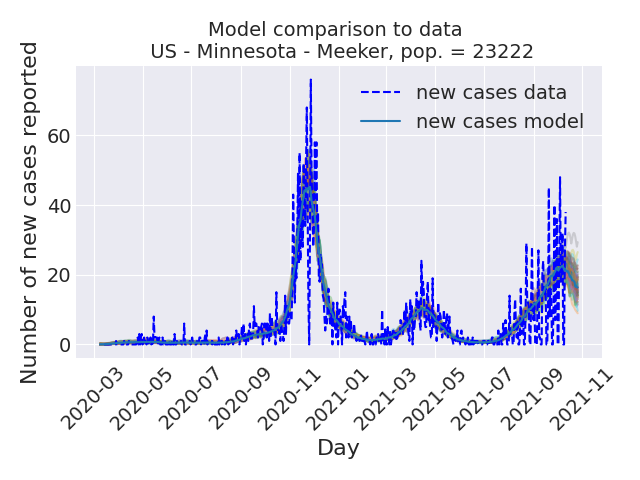 Model comparison to data
US - Minnesota - Meeker, pop. = 23222
Number of new cases reported
60
40
20
0
new cases data
new cases model
2020-03
2020-05
2020-07
2020-09
2020-11
2021-01
2021-03
2021-05
2021-07
2021-09
2021-11
Day